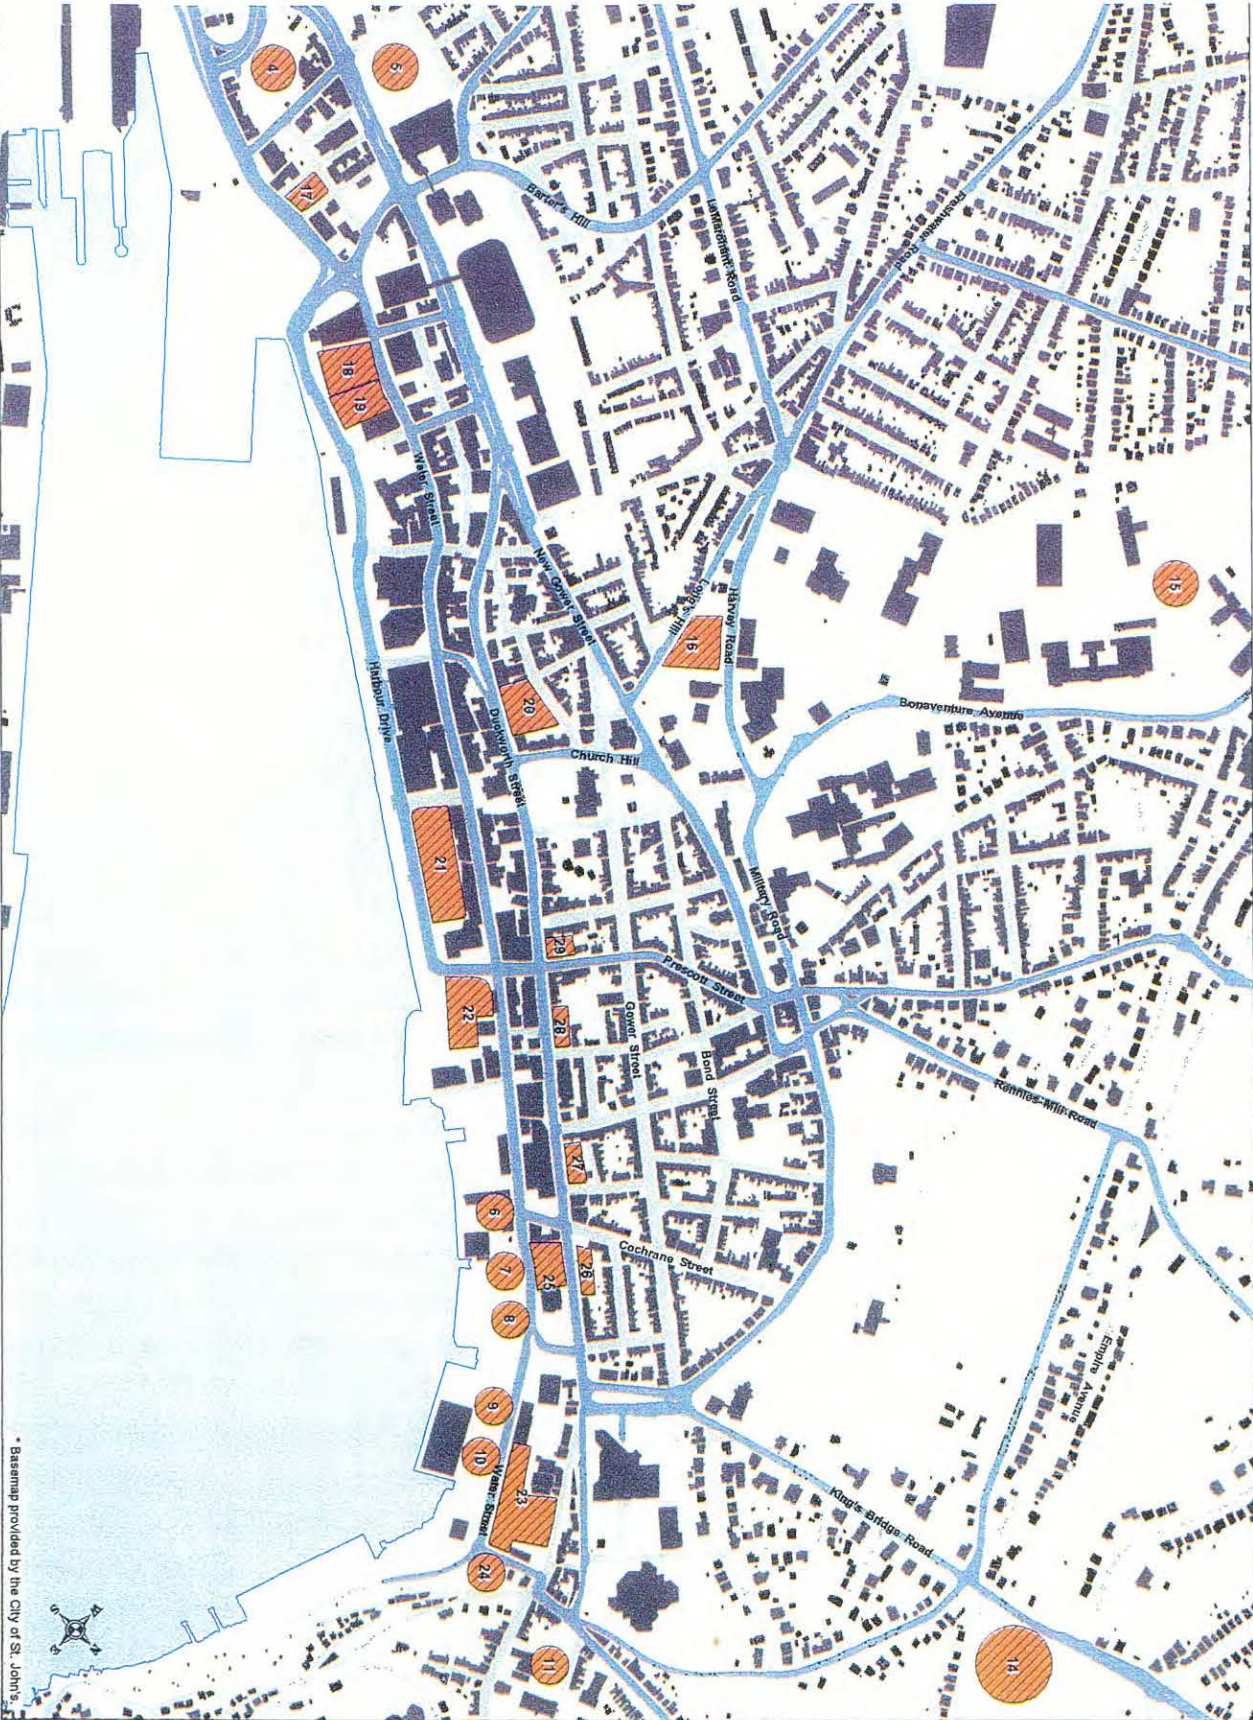 4
5
17
Barter's Hill
LeMarchant Road
Freshwater Road
18
19
Water Street
15
New Gower Street
Long's Hill
Harvey Road
16
Harbour Drive
20
Duckworth Street
Church Hill
Bonaventure Avenue
21
Military Road
29
Prescott Street
22
28
Gower Street
Bond Street
Rennies Mill Road
27
6
7
25
26
Cochrane Street
8
Empire Avenue
9
10
Water Street
23
King's Bridge Road
24
11
14
N
E
S
W
* Basemap provided by the City of St. John's.